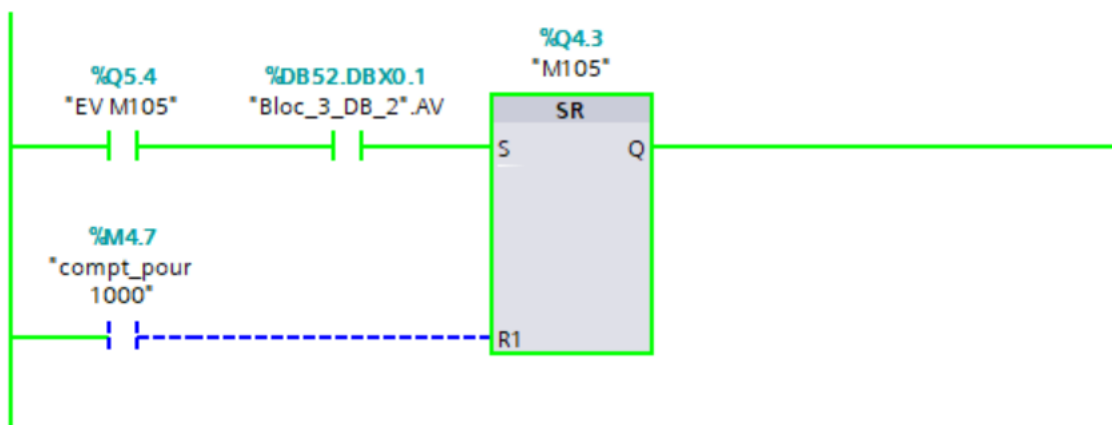 %Q4.3
"M105"
%Q5.4
"EV M105"
%DB52.DBX0.1
"Bloc_3_DB_2".AV
SR
S
Q
%M4.7
"compt_pour
1000"
R1